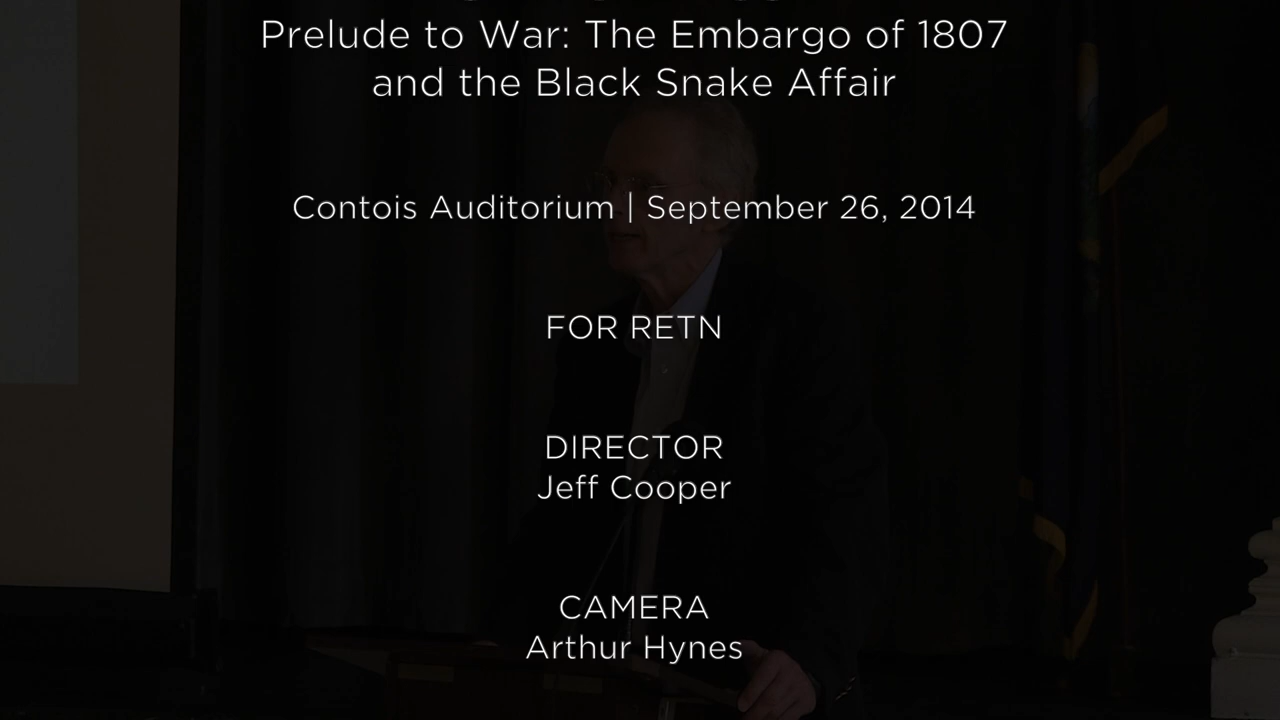 Prelude to War: The Embargo of 1807
and the Black Snake Affair
Contois Auditorium | September 26, 2014
FOR RETN
DIRECTOR
Jeff Cooper
CAMERA
Arthur Hynes